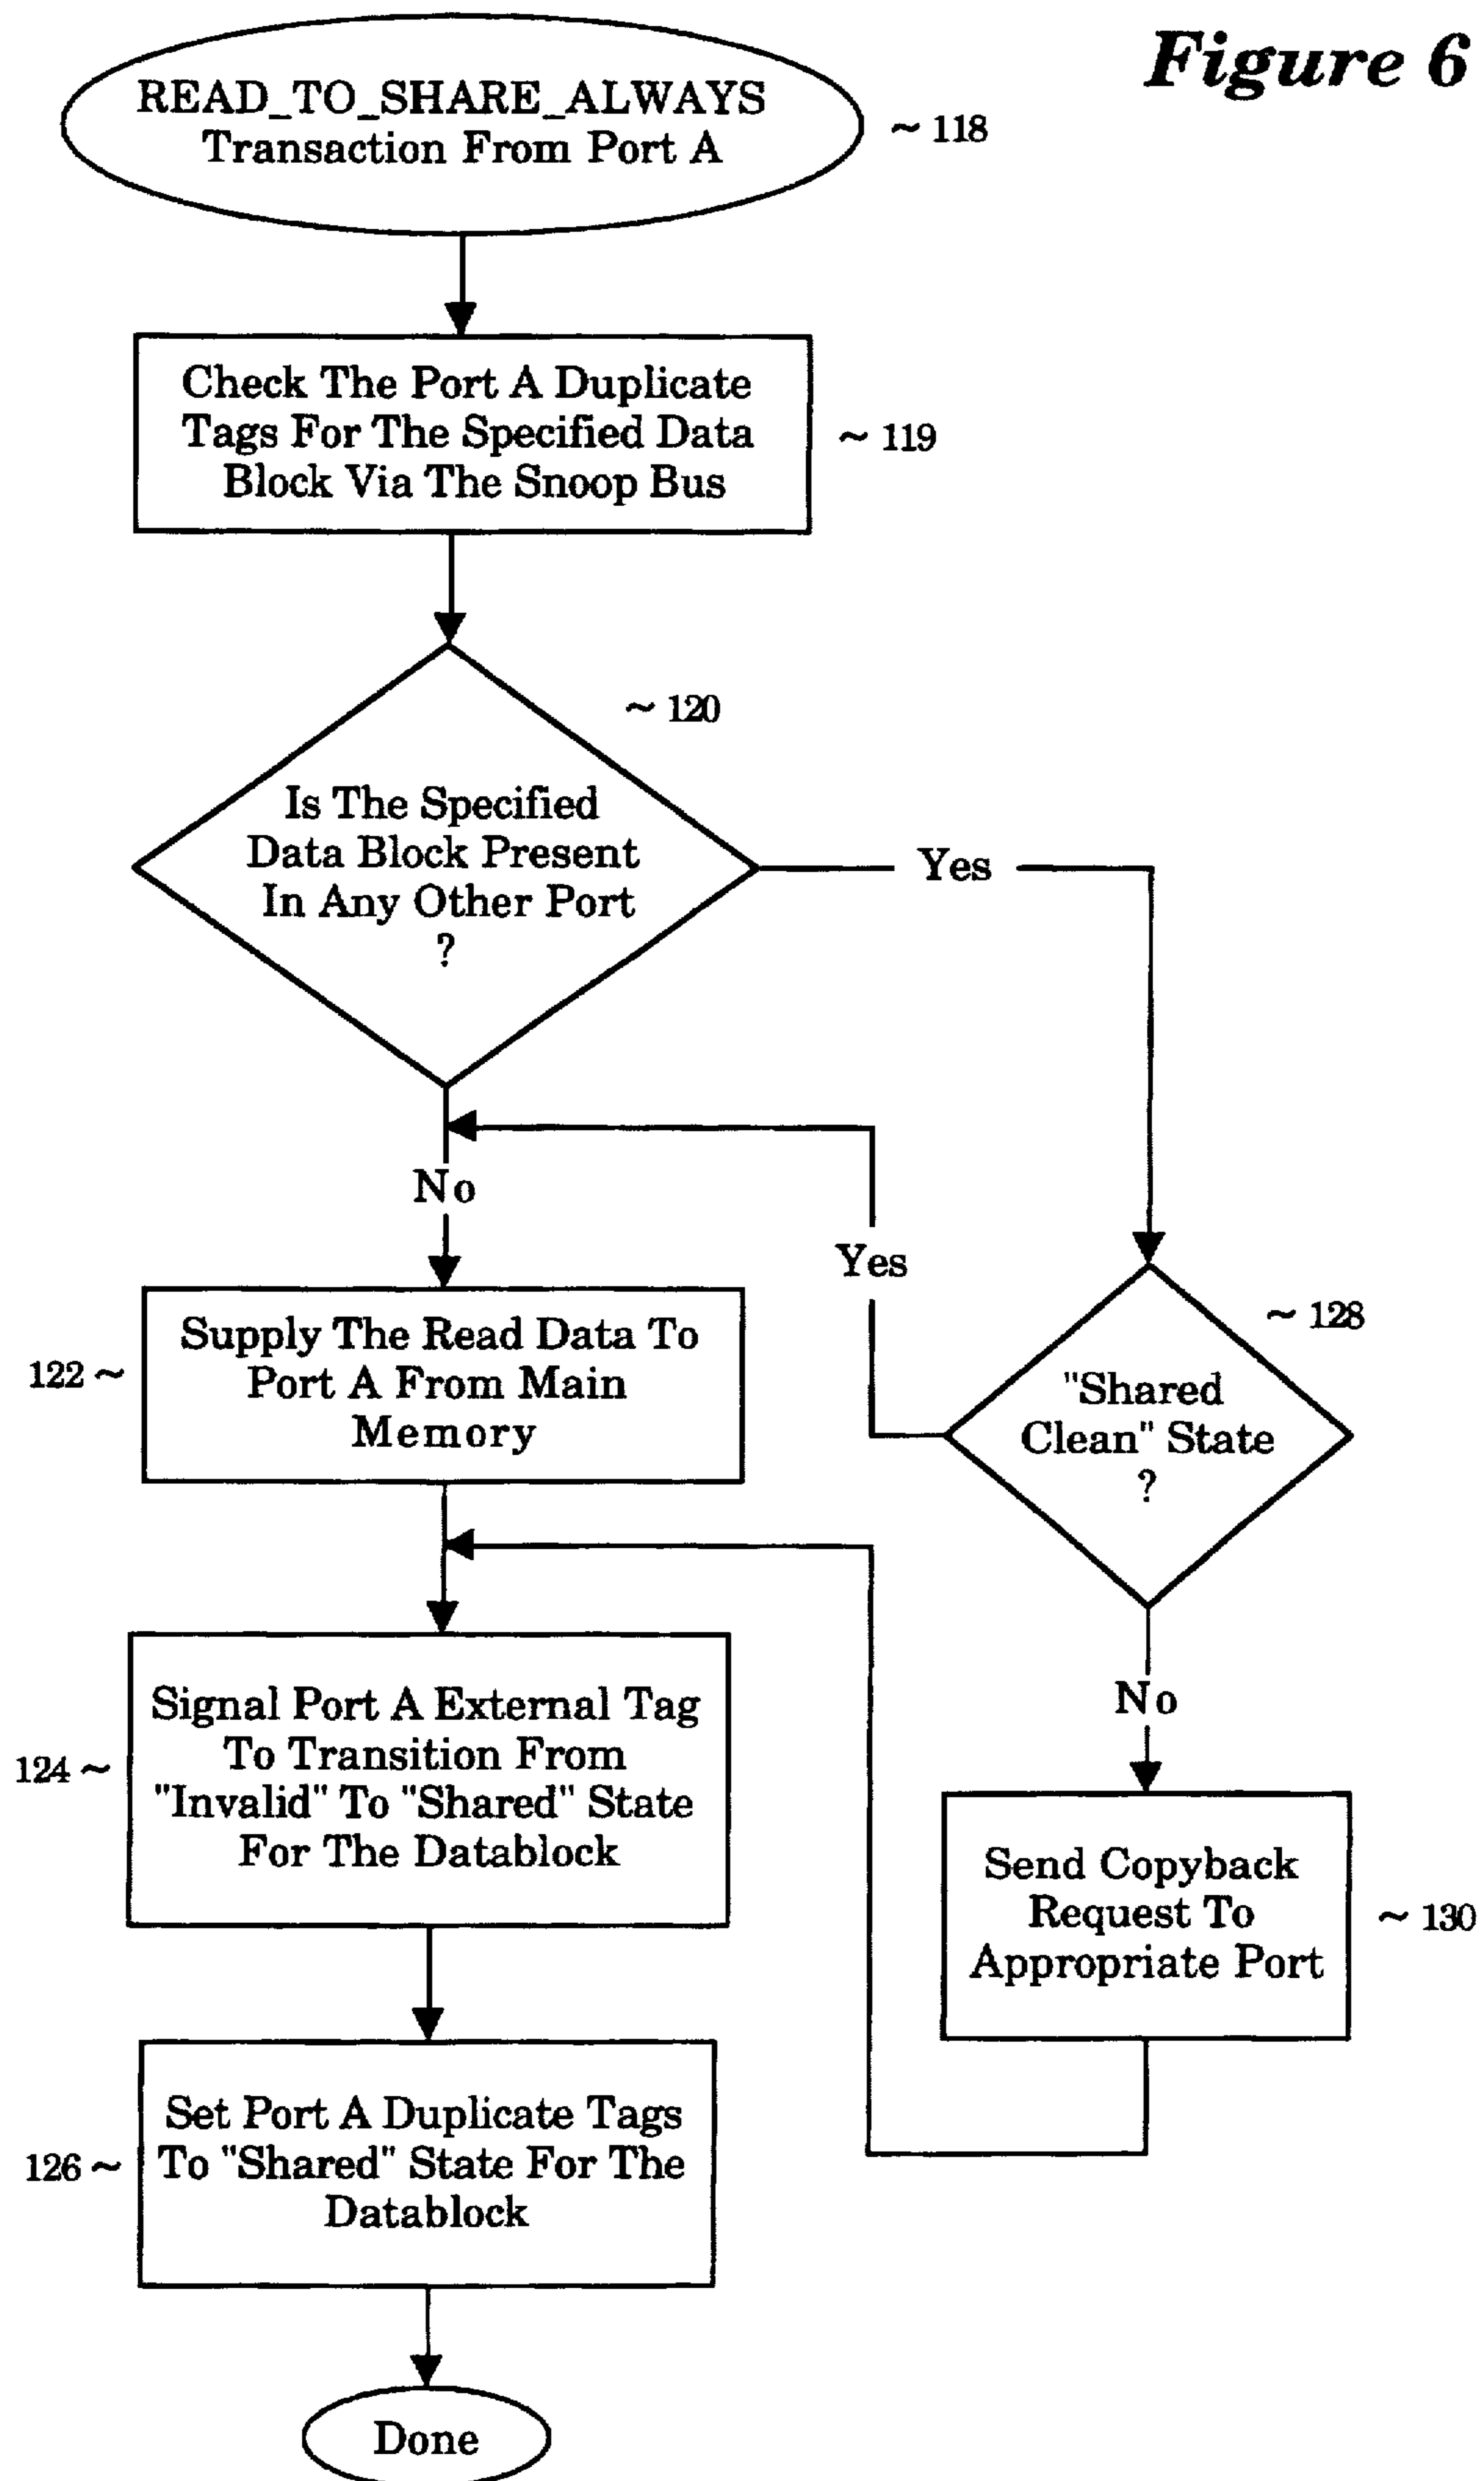 Figure 6
READ_TO_SHARE_ALWAYS
Transaction From Port A
~ 118
Check The Port A Duplicate
Tags For The Specified Data
Block Via The Snoop Bus
~ 119
~ 120
Is The Specified
Data Block Present
In Any Other Port
?
Yes
No
Yes
~ 128
"Shared
Clean" State
?
122 ~
Supply The Read Data To
Port A From Main
Memory
No
124 ~
Signal Port A External Tag
To Transition From
"Invalid" To "Shared" State
For The Datablock
Send Copyback
Request To
Appropriate Port
~ 130
126 ~
Set Port A Duplicate Tags
To "Shared" State For The
Datablock
Done